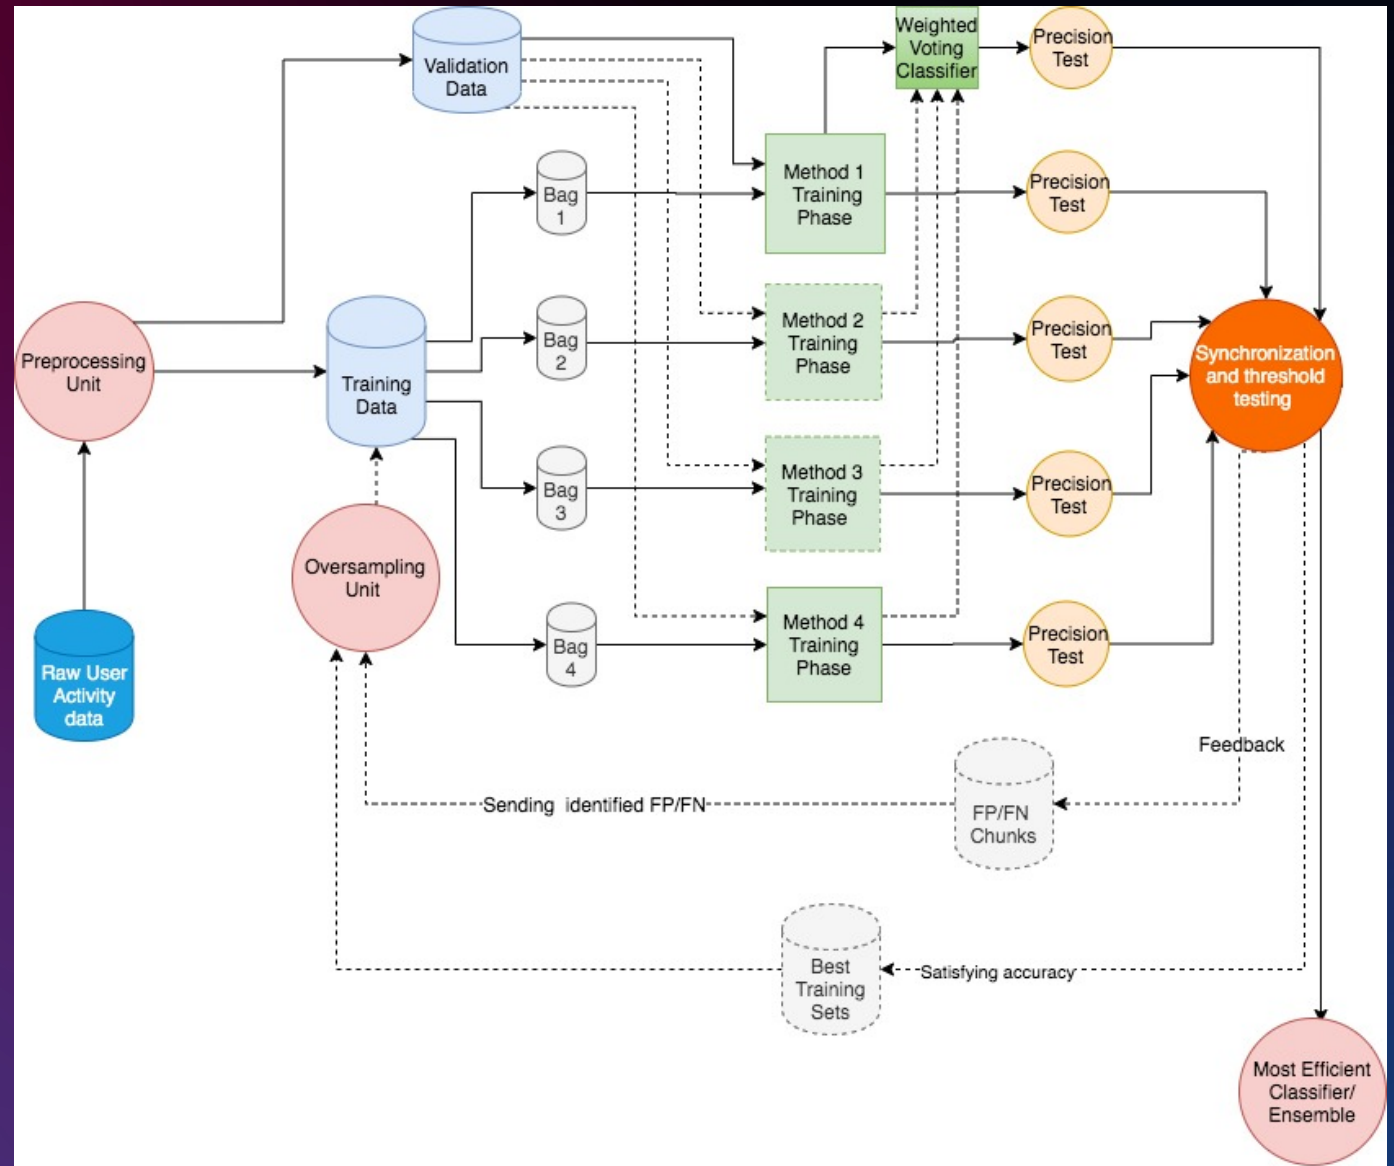 Weighted
Voting
Classifier
Precision
Test
Validation
Data
Method 1
Training
Phase
Precision
Test
Bag
1
Preprocessing
Unit
Training
Data
Bag
2
Method 2
Training
Phase
Precision
Test
Synchronization
and threshold
testing
Bag
3
Method 3
Training
Phase
Precision
Test
Oversampling
Unit
Bag
4
Method 4
Training
Phase
Precision
Test
Raw User
Activity
data
Feedback
Sending identified FP/FN
FP/FN
Chunks
Best
Training
Sets
Satisfying accuracy
Most Efficient
Classifier/
Ensemble